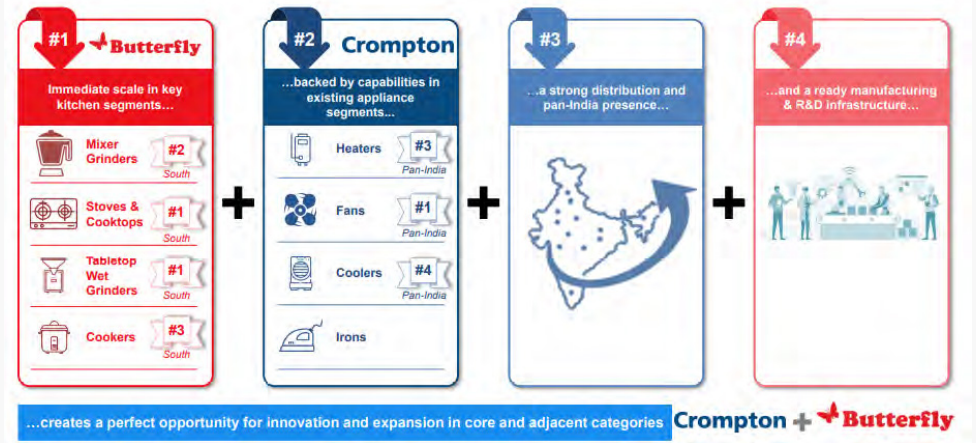 #1
Butterfly
Immediate scale in key
kitchen segments…
Mixer
Grinders
#2
South
Stoves &
Cooktops
#1
South
Tabletop
Wet
Grinders
#1
South
Cookers
#3
South
+
#2
Crompton
…backed by capabilities in
existing appliance
segments...
Heaters
#3
Pan-India
Fans
#1
Pan-India
Coolers
#4
Pan-India
Irons
+
#3
…a strong distribution and
pan-India presence…
+
#4
…and a ready manufacturing
& R&D infrastructure…
…creates a perfect opportunity for innovation and expansion in core and adjacent categories
Crompton + Butterfly